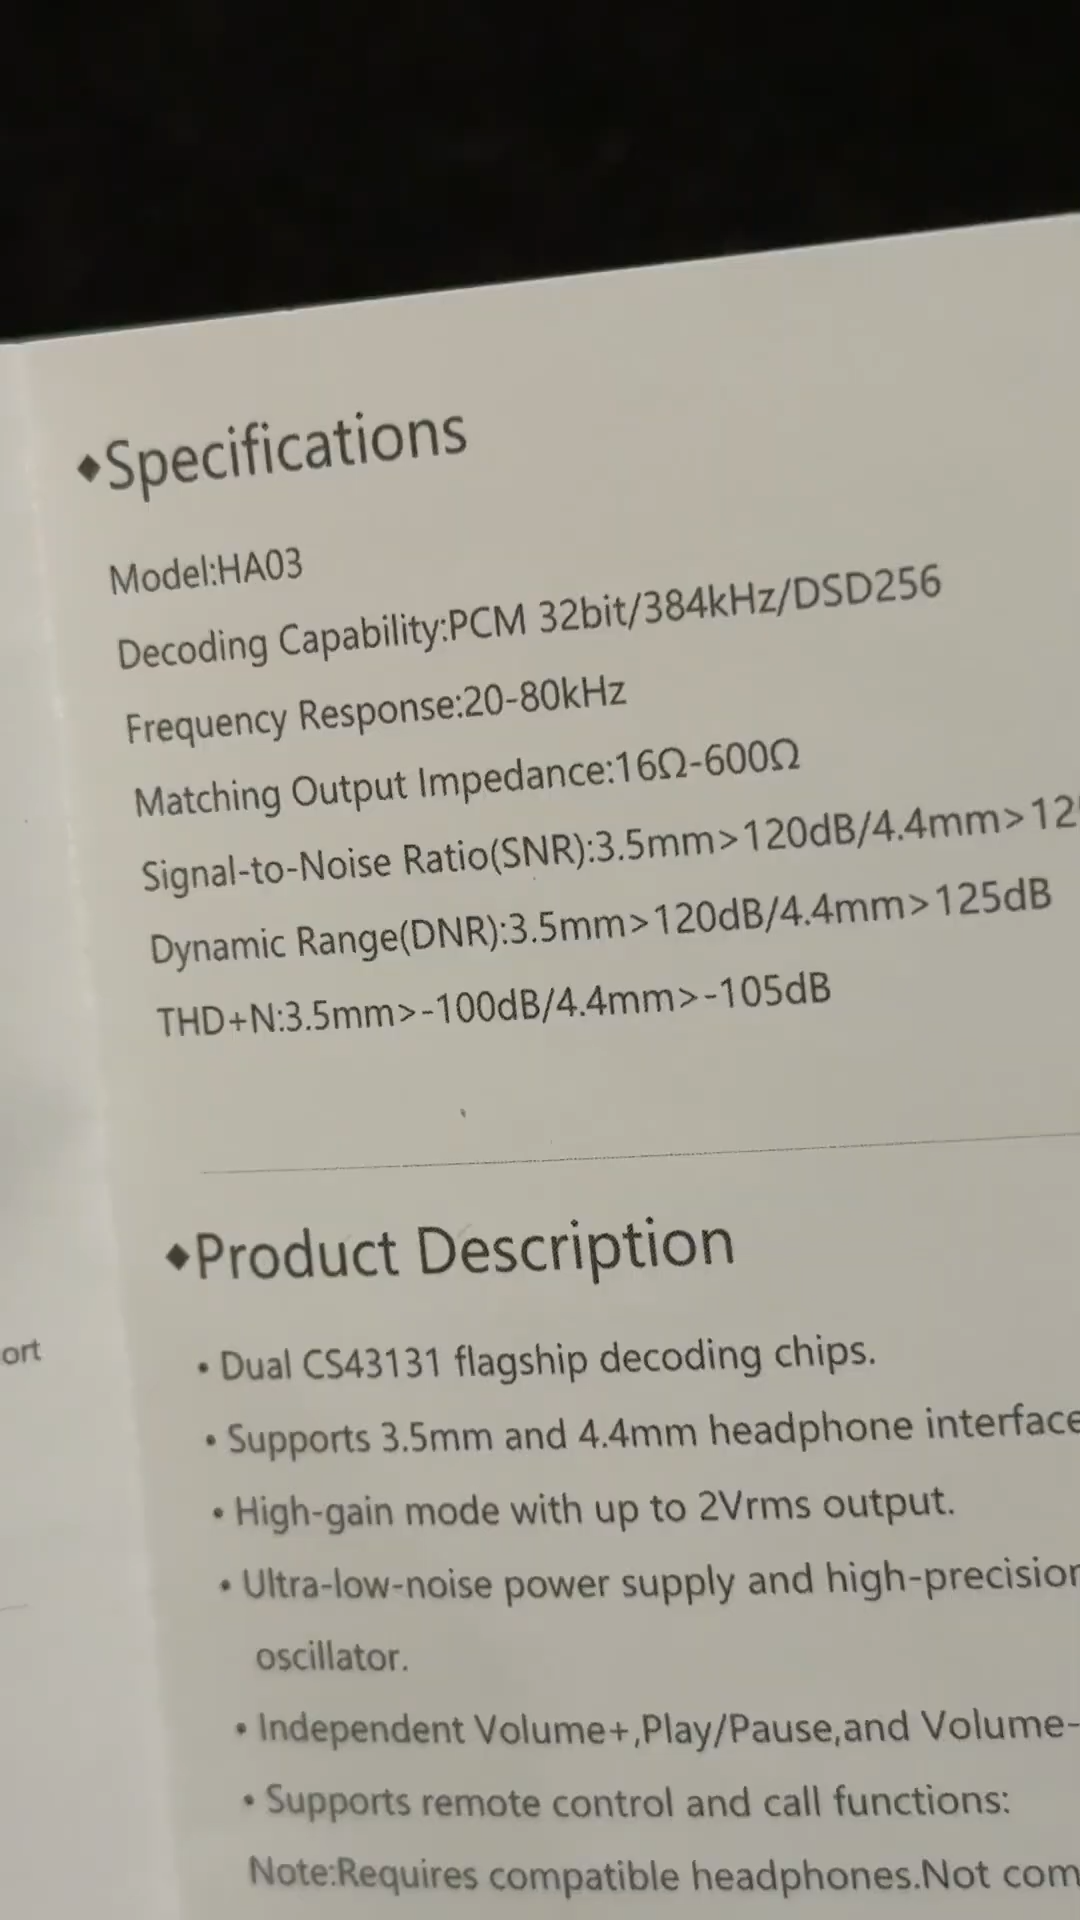 ◆Specifications
Model:HA03
Decoding Capability:PCM 32bit/384kHz/DSD256
Frequency Response:20-80kHz
Matching Output Impedance:16Ω-600Ω
Signal-to-Noise Ratio(SNR):3.5mm>120dB/4.4mm>12
Dynamic Range(DNR):3.5mm>120dB/4.4mm>125dB
THD+N:3.5mm>-100dB/4.4mm>-105dB
◆Product Description
• Dual CS43131 flagship decoding chips.
ort
• Supports 3.5mm and 4.4mm headphone interface
• High-gain mode with up to 2Vrms output.
• Ultra-low-noise power supply and high-precision
oscillator.
• Independent Volume+,Play/Pause,and Volume-
• Supports remote control and call functions:
Note:Requires compatible headphones.Not com